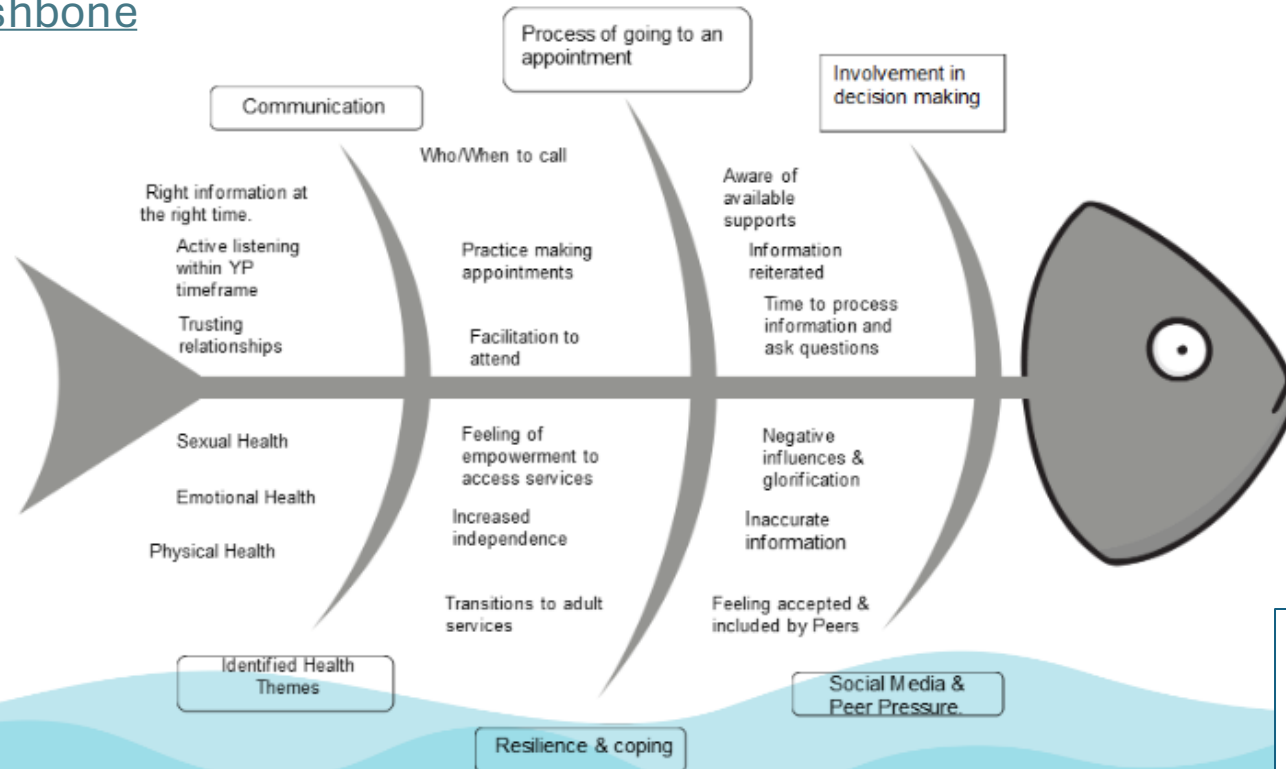 shbone
Process of going to an
appointment
Involvement in
decision making
Communication
Who/When to call
Right information at
the right time.
Active listening
within YP
timeframe
Trusting
relationships
Practice making
appointments
Facilitation to
attend
Aware of
available
supports
Information
reiterated
Time to process
information and
ask questions
Sexual Health
Emotional Health
Physical Health
Feeling of
empowerment to
access services
Increased
independence
Transitions to adult
services
Negative
influences &
glorification
Inaccurate
information
Feeling accepted &
included by Peers
Identified Health
Themes
Resilience & coping
Social Media &
Peer Pressure.